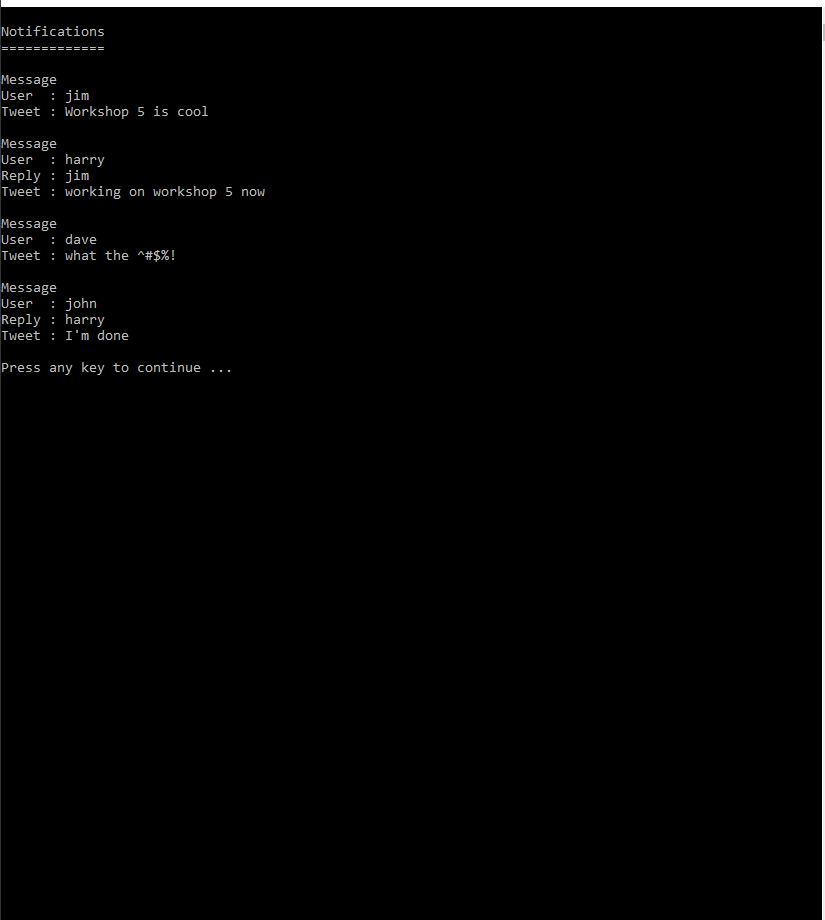 Notifications
=============
Message
User  : jim
Tweet : Workshop 5 is cool
Message
User  : harry
Reply : jim
Tweet : working on workshop 5 now
Message
User  : dave
Tweet : what the ^#$%!
Message
User  : john
Reply : harry
Tweet : I'm done
Press any key to continue ...